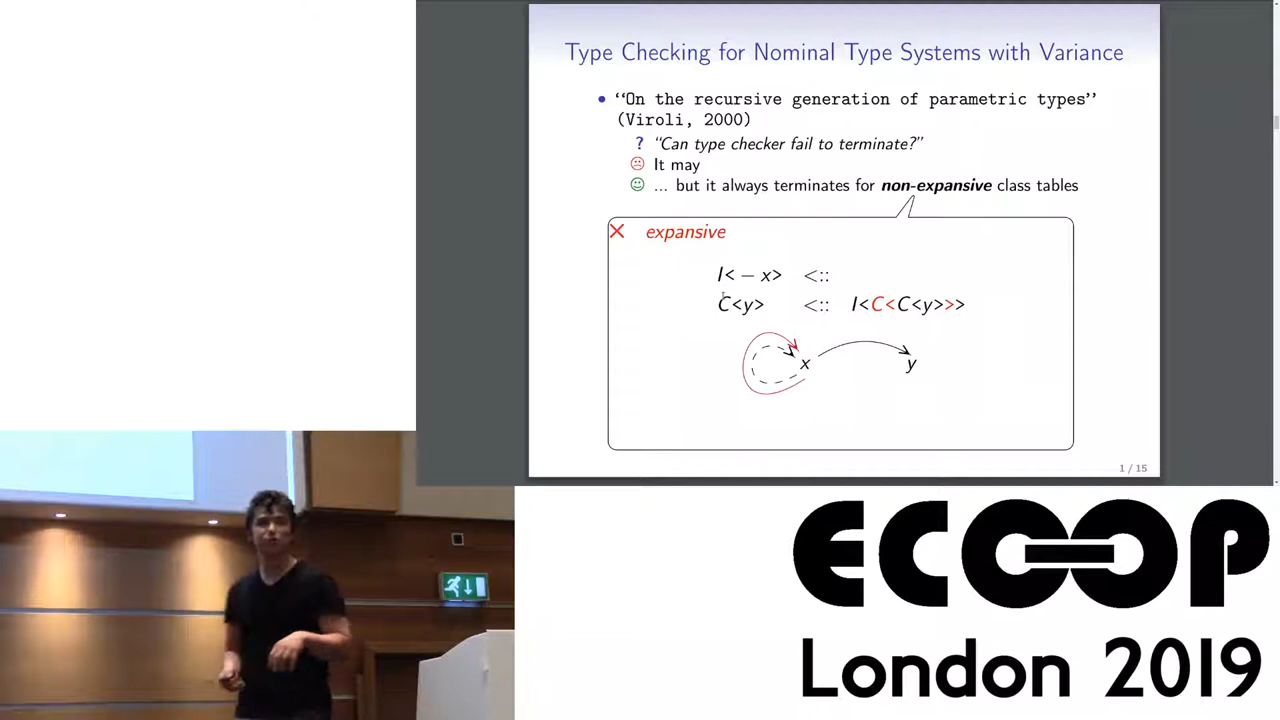 Type Checking for Nominal Type Systems with Variance
• “On the recursive generation of parametric types”
(Viroli, 2000)
? “Can type checker fail to terminate?”
☹ It may
☺ ... but it always terminates for non-expansive class tables
✕ expansive
I< − x> <::
C<y> <:: I<C<C<y>>>
x y
1 / 15
ECOOP
London 2019